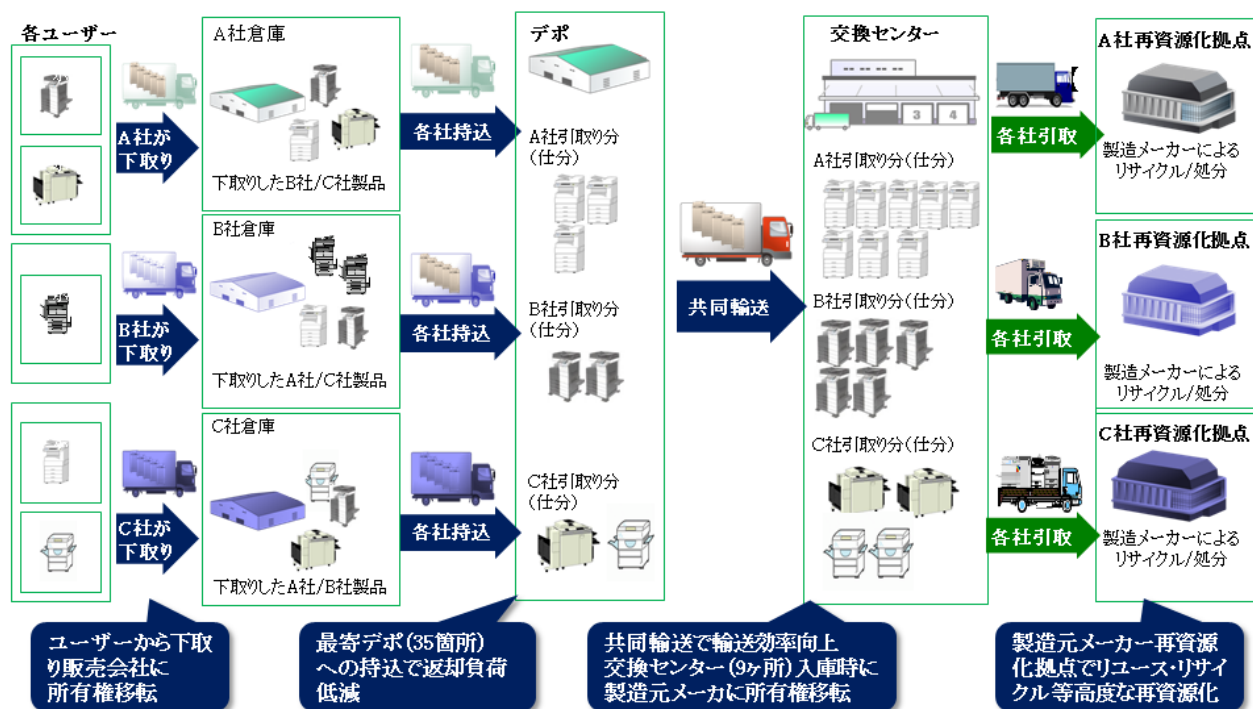 各ユーザー
A社が
下取り
B社が
下取り
C社が
下取り
A社倉庫
下取りしたB社/C社製品
B社倉庫
下取りしたA社/C社製品
C社倉庫
下取りしたA社/B社製品
各社持込
各社持込
各社持込
デポ
A社引取り分
(仕分)
B社引取り分
(仕分)
C社引取り分
(仕分)
共同輸送
交換センター
3
4
A社引取り分(仕分)
B社引取り分(仕分)
C社引取り分(仕分)
各社引取
各社引取
各社引取
A社再資源化拠点
製造メーカーによる
リサイクル/処分
B社再資源化拠点
製造メーカーによる
リサイクル/処分
C社再資源化拠点
製造メーカーによる
リサイクル/処分
ユーザーから下取
り販売会社に
所有権移転
最寄デポ(35箇所)
への持込で返却負荷
低減
共同輸送で輸送効率向上
交換センター(9ヶ所)入庫時に
製造元メーカに所有権移転
製造元メーカー再資源
化拠点でリユース・リサイ
クル等高度な再資源化